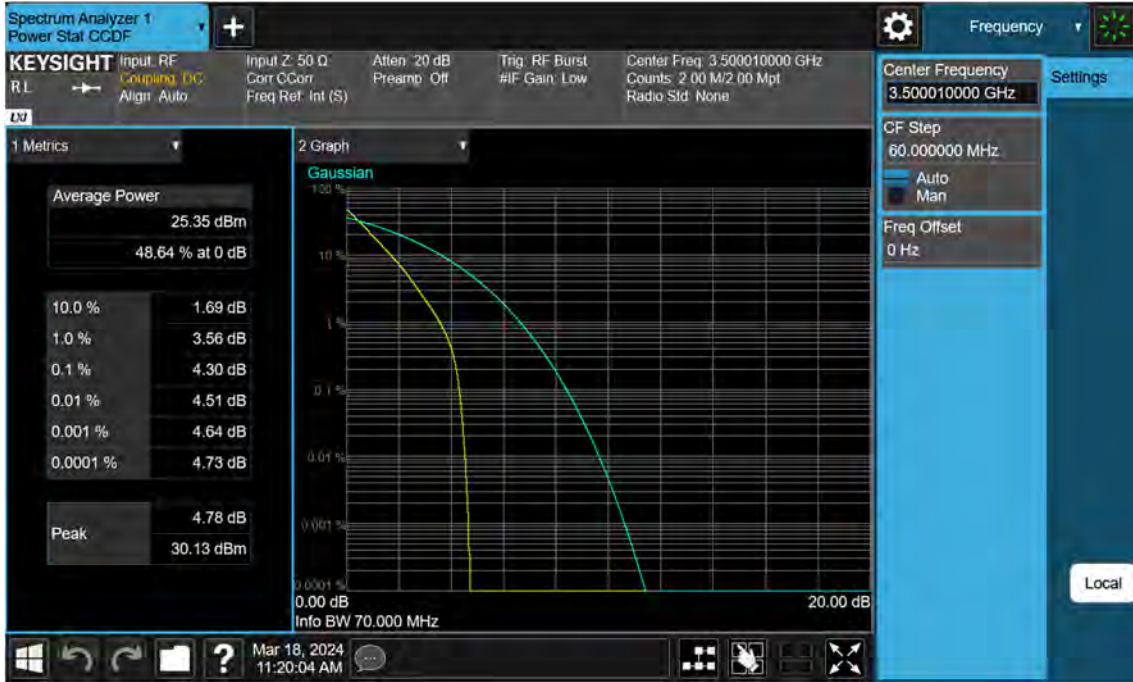 Spectrum Analyzer 1
Power Stat CCDF
+
Frequency
KEYSIGHT
R L
LXI
Input: RF
Coupling: DC
Align: Auto
Input Z: 50 Ω
Corr CCorr
Freq Ref: Int (S)
Atten: 20 dB
Preamp: Off
Trig: RF Burst
#IF Gain: Low
Center Freq: 3.500010000 GHz
Counts: 2.00 M/2.00 Mpt
Radio Std: None
Center Frequency
3.500010000 GHz
Settings
CF Step
60.000000 MHz
Auto
Man
Freq Offset
0 Hz
1 Metrics
Average Power
25.35 dBm
48.64 % at 0 dB
10.0 % 1.69 dB
1.0 % 3.56 dB
0.1 % 4.30 dB
0.01 % 4.51 dB
0.001 % 4.64 dB
0.0001 % 4.73 dB
Peak
4.78 dB
30.13 dBm
2 Graph
Gaussian
100 %
10 %
1 %
0.1 %
0.01 %
0.001 %
0.0001 %
0.00 dB 20.00 dB
Info BW 70.000 MHz
Local
?
Mar 18, 2024
11:20:04 AM